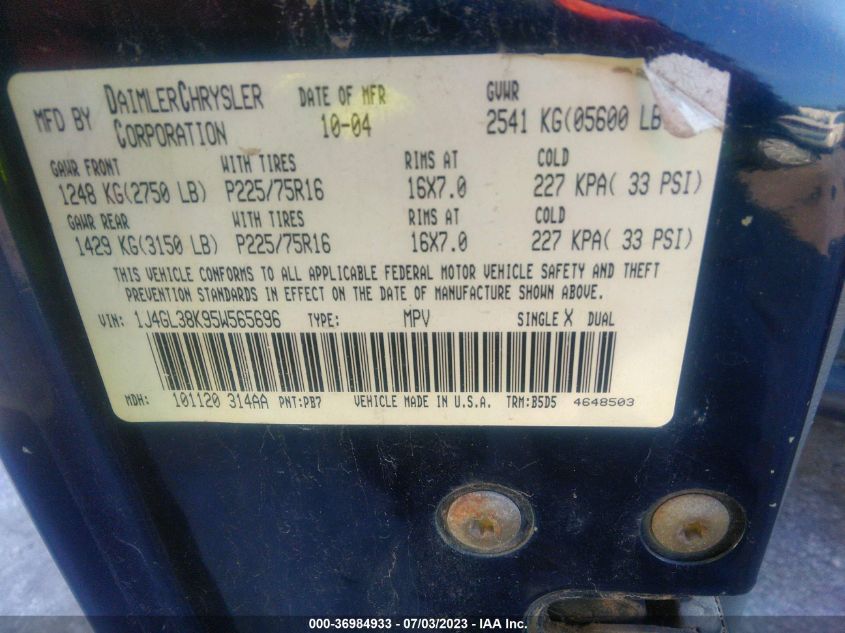 MFD BY DAIMLERCHRYSLER CORPORATION DATE OF MFR 10-04 GVWR 2541 KG(05600 LB
GAWR FRONT WITH TIRES RIMS AT COLD
1248 KG(2750 LB) P225/75R16 16X7.0 227 KPA( 33 PSI)
GAWR REAR WITH TIRES RIMS AT COLD
1429 KG(3150 LB) P225/75R16 16X7.0 227 KPA( 33 PSI)
THIS VEHICLE CONFORMS TO ALL APPLICABLE FEDERAL MOTOR VEHICLE SAFETY AND THEFT
PREVENTION STANDARDS IN EFFECT ON THE DATE OF MANUFACTURE SHOWN ABOVE.
VIN: 1J4GL38K95W565696 TYPE: MPV SINGLE X DUAL
MDH: 101120 314AA PNT:PB7 VEHICLE MADE IN U.S.A. TRM:B5D5 4648503
000-36984933 - 07/03/2023 - IAA Inc.